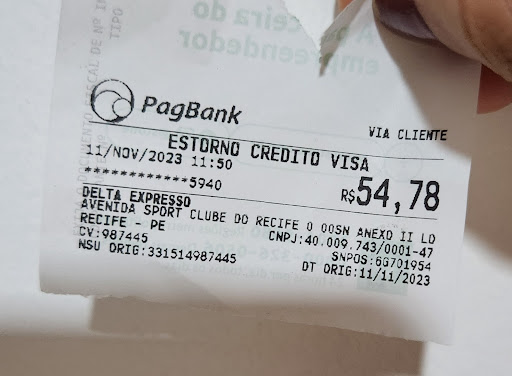 PagBank
VIA CLIENTE
ESTORNO CREDITO VISA
11/NOV/2023 11:50
************5940
R$54,78
DELTA EXPRESSO
AVENIDA SPORT CLUBE DO RECIFE 0 00SN ANEXO II LO
RECIFE - PE
CNPJ:40.009.743/0001-47
CV:987445
SNPOS:6G701954
NSU ORIG:331514987445
DT ORIG:11/11/2023